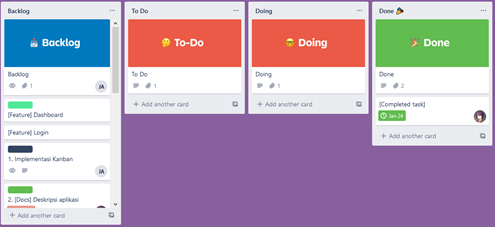 Backlog
Backlog
Backlog
1
JA
[Feature] Dashboard
[Feature] Login
1. Implementasi Kanban
JA
2. [Docs] Deskripsi aplikasi
+ Add another card
To Do
To-Do
To Do
1
+ Add another card
Doing
Doing
Doing
1
+ Add another card
Done
Done
Done
2
[Completed task]
Jan 24
+ Add another card